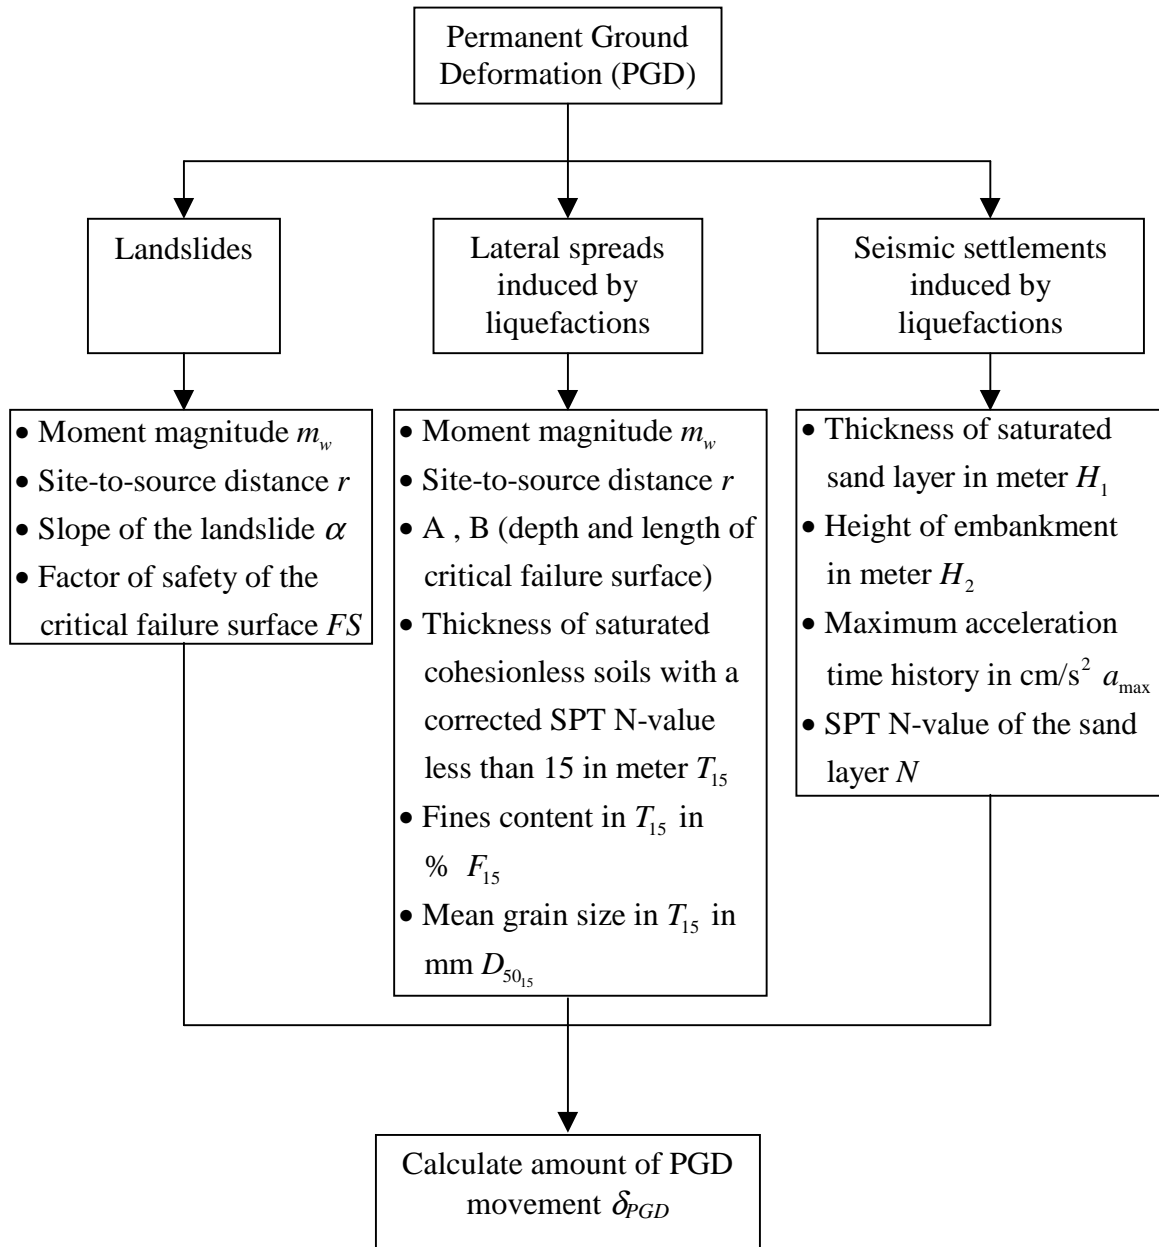 Permanent Ground
Deformation (PGD)
Landslides
Lateral spreads
induced by
liquefactions
Seismic settlements
induced by
liquefactions
• Moment magnitude m_w
• Site-to-source distance r
• Slope of the landslide α
• Factor of safety of the
critical failure surface FS
• Moment magnitude m_w
• Site-to-source distance r
• A , B (depth and length of
critical failure surface)
• Thickness of saturated
cohesionless soils with a
corrected SPT N-value
less than 15 in meter T_15
• Fines content in T_15 in
% F_15
• Mean grain size in T_15 in
mm D_50_15
• Thickness of saturated
sand layer in meter H_1
• Height of embankment
in meter H_2
• Maximum acceleration
time history in cm/s² a_max
• SPT N-value of the sand
layer N
Calculate amount of PGD
movement δ_PGD